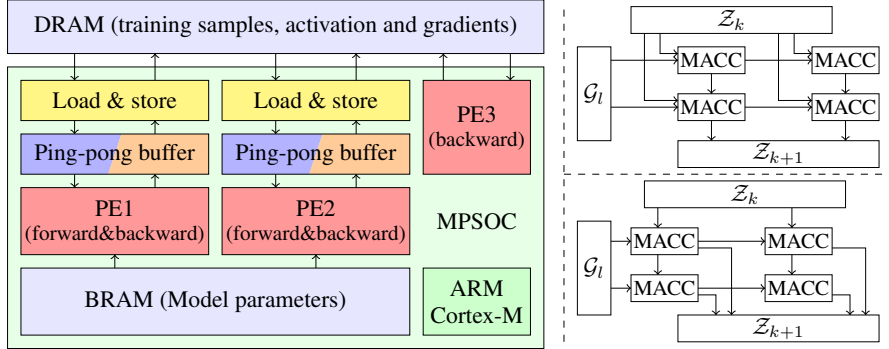 DRAM (training samples, activation and gradients)
Load & store
Load & store
PE3
(backward)
Ping-pong buffer
Ping-pong buffer
PE1
(forward&backward)
PE2
(forward&backward)
MPSOC
BRAM (Model parameters)
ARM
Cortex-M
𝒵k
𝒢l
MACC
MACC
MACC
MACC
𝒵k+1
𝒵k
𝒢l
MACC
MACC
MACC
MACC
𝒵k+1